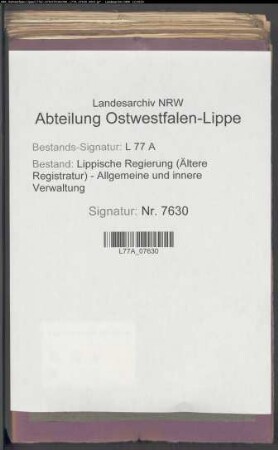 Landesarchiv NRW
Abteilung Ostwestfalen-Lippe
Bestands-Signatur: L 77 A
Bestand: Lippische Regierung (Ältere
Registratur) - Allgemeine und innere
Verwaltung
Signatur: Nr. 7630
L77A_07630